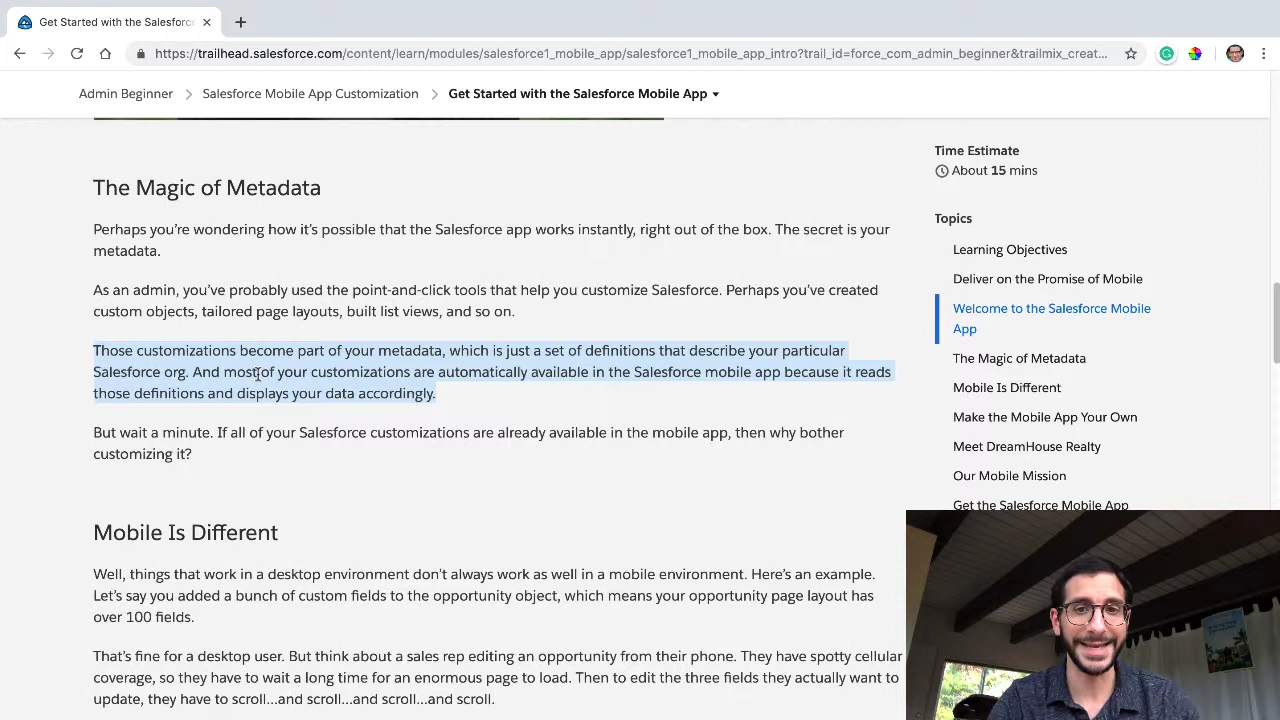 Get Started with the Salesforc
https://trailhead.salesforce.com/content/learn/modules/salesforce1_mobile_app/salesforce1_mobile_app_intro?trail_id=force_com_admin_beginner&trailmix_creat...
Admin Beginner
Salesforce Mobile App Customization
Get Started with the Salesforce Mobile App
The Magic of Metadata
Perhaps you’re wondering how it’s possible that the Salesforce app works instantly, right out of the box. The secret is your
metadata.
As an admin, you’ve probably used the point-and-click tools that help you customize Salesforce. Perhaps you’ve created
custom objects, tailored page layouts, built list views, and so on.
Those customizations become part of your metadata, which is just a set of definitions that describe your particular
Salesforce org. And most of your customizations are automatically available in the Salesforce mobile app because it reads
those definitions and displays your data accordingly.
But wait a minute. If all of your Salesforce customizations are already available in the mobile app, then why bother
customizing it?
Mobile Is Different
Well, things that work in a desktop environment don’t always work as well in a mobile environment. Here’s an example.
Let’s say you added a bunch of custom fields to the opportunity object, which means your opportunity page layout has
over 100 fields.
That’s fine for a desktop user. But think about a sales rep editing an opportunity from their phone. They have spotty cellular
coverage, so they have to wait a long time for an enormous page to load. Then to edit the three fields they actually want to
update, they have to scroll...and scroll...and scroll...and scroll.
Time Estimate
About 15 mins
Topics
Learning Objectives
Deliver on the Promise of Mobile
Welcome to the Salesforce Mobile
App
The Magic of Metadata
Mobile Is Different
Make the Mobile App Your Own
Meet DreamHouse Realty
Our Mobile Mission
Get the Salesforce Mobile App